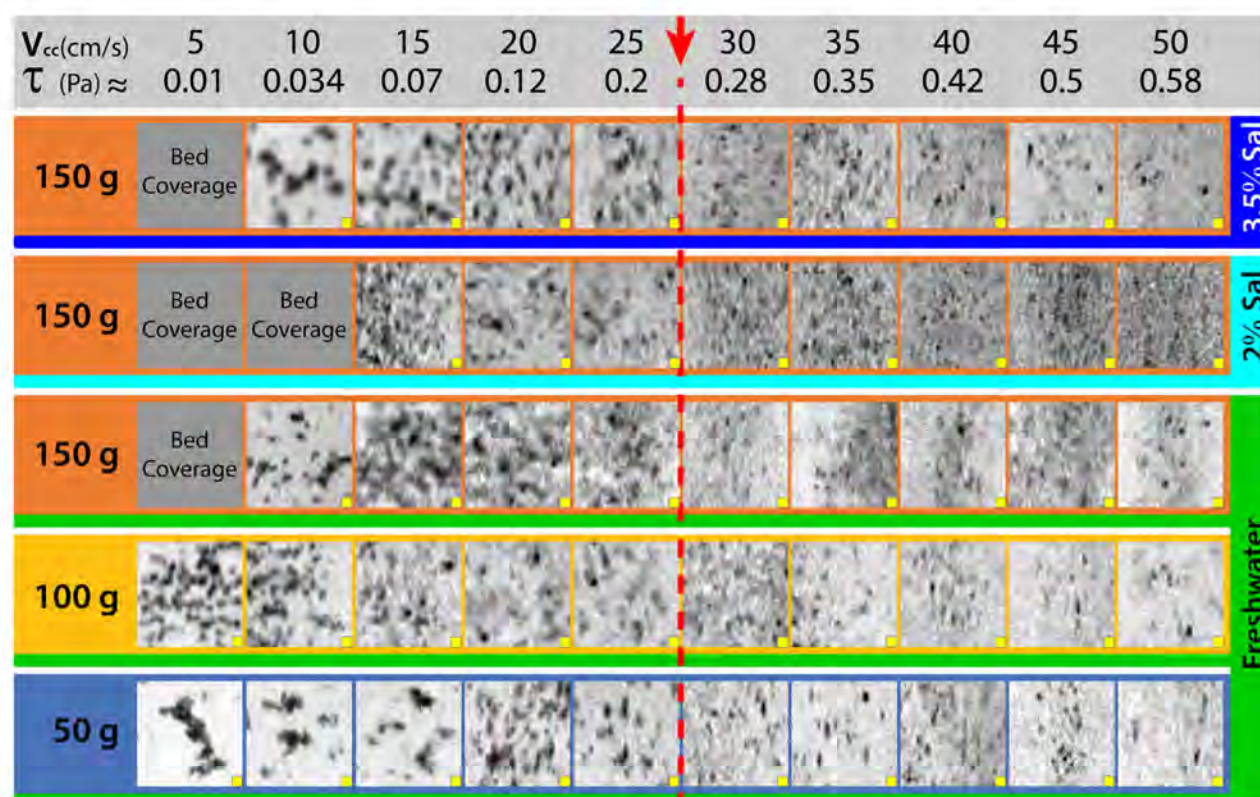 Vcc(cm/s) 5 10 15 20 25 30 35 40 45 50
τ (Pa) ≈ 0.01 0.034 0.07 0.12 0.2 0.28 0.35 0.42 0.5 0.58
150 g
Bed
Coverage
3.5% Sal
150 g
Bed
Coverage
Bed
Coverage
2% Sal
150 g
Bed
Coverage
100 g
50 g
Freshwater